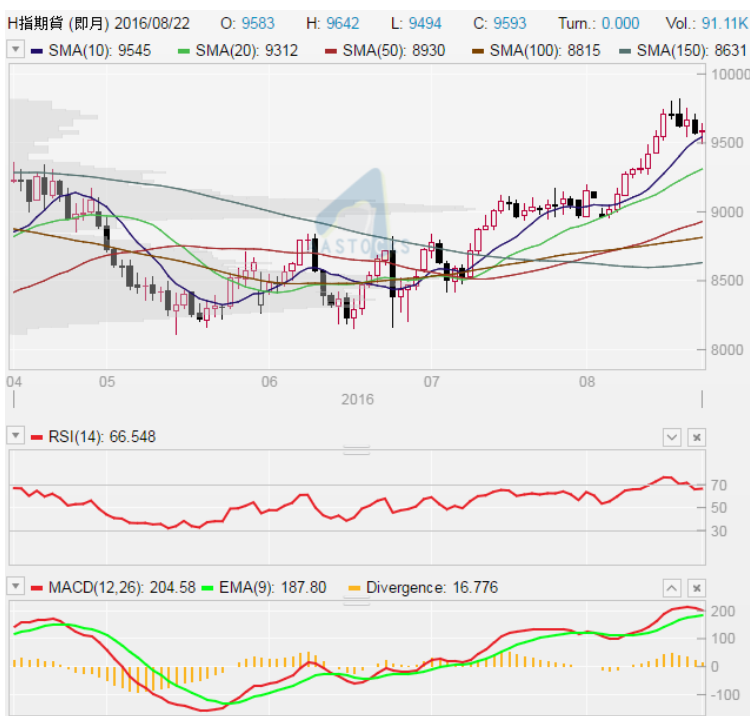 H指期貨 (即月) 2016/08/22 O: 9583 H: 9642 L: 9494 C: 9593 Turn.: 0.000 Vol.: 91.11K
SMA(10): 9545 SMA(20): 9312 SMA(50): 8930 SMA(100): 8815 SMA(150): 8631
10000
9500
9000
8500
8000
04 05 06 07 08
2016
RSI(14): 66.548
70
50
30
MACD(12,26): 204.58 EMA(9): 187.80 Divergence: 16.776
200
100
0
-100